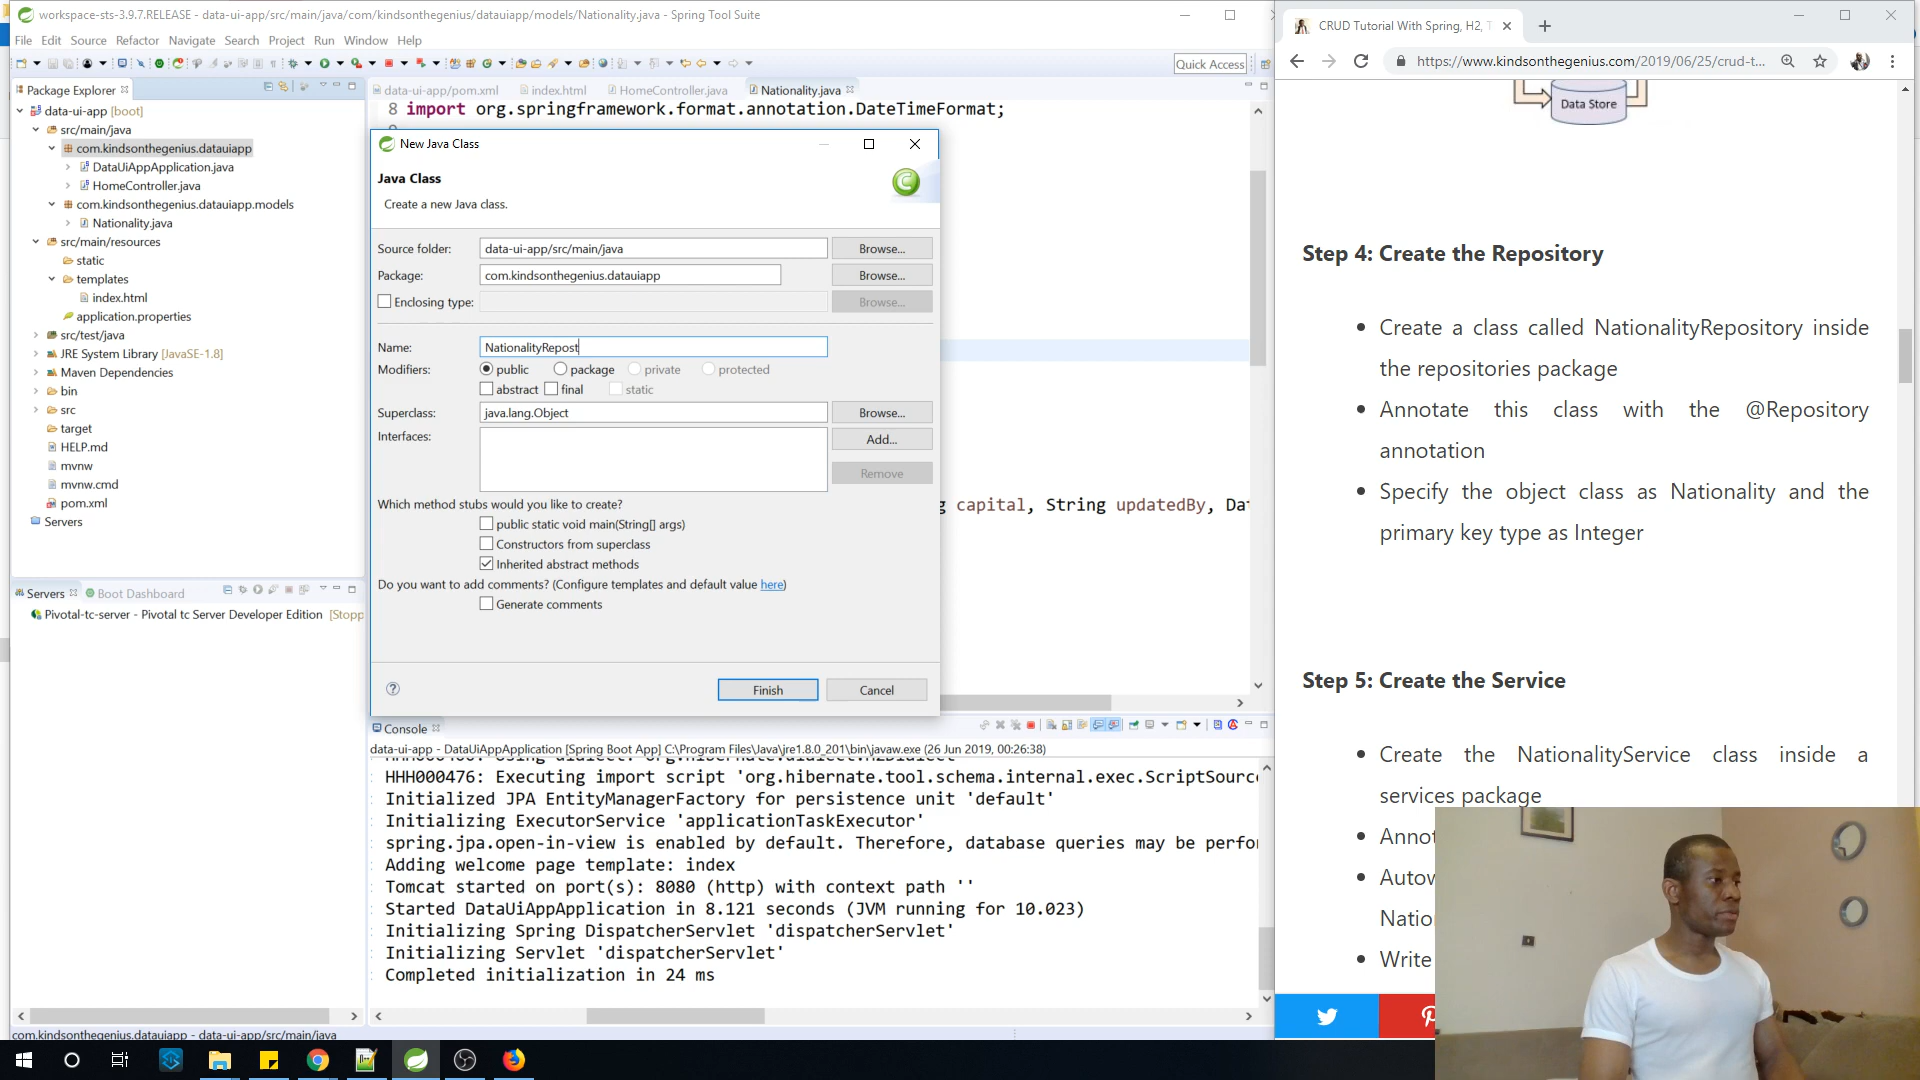 workspace-sts-3.9.7.RELEASE - data-ui-app/src/main/java/com/kindsonthegenius/datauiapp/models/Nationality.java - Spring Tool Suite
File Edit Source Refactor Navigate Search Project Run Window Help
Quick Access
Package Explorer
data-ui-app [boot]
src/main/java
com.kindsonthegenius.datauiapp
DataUiAppApplication.java
HomeController.java
com.kindsonthegenius.datauiapp.models
Nationality.java
src/main/resources
static
templates
index.html
application.properties
src/test/java
JRE System Library [JavaSE-1.8]
Maven Dependencies
bin
src
target
HELP.md
mvnw
mvnw.cmd
pom.xml
Servers
Servers Boot Dashboard
Pivotal-tc-server - Pivotal tc Server Developer Edition [Stopp
com.kindsonthegenius.datauiapp - data-ui-app/src/main/java
data-ui-app/pom.xml index.html HomeController.java Nationality.java
8 import org.springframework.format.annotation.DateTimeFormat;
g capital, String updatedBy, Dat
New Java Class
Java Class
Create a new Java class.
Source folder: data-ui-app/src/main/java Browse...
Package: com.kindsonthegenius.datauiapp Browse...
Enclosing type: Browse...
Name: NationalityRepost
Modifiers: public package private protected
abstract final static
Superclass: java.lang.Object Browse...
Interfaces: Add...
Remove
Which method stubs would you like to create?
public static void main(String[] args)
Constructors from superclass
Inherited abstract methods
Do you want to add comments? (Configure templates and default value here)
Generate comments
Finish Cancel
Console
data-ui-app - DataUiAppApplication [Spring Boot App] C:\Program Files\Java\jre1.8.0_201\bin\javaw.exe (26 Jun 2019, 00:26:38)
HHH000400: Using dialect: org.hibernate.dialect.H2Dialect
HHH000476: Executing import script 'org.hibernate.tool.schema.internal.exec.ScriptSource
Initialized JPA EntityManagerFactory for persistence unit 'default'
Initializing ExecutorService 'applicationTaskExecutor'
spring.jpa.open-in-view is enabled by default. Therefore, database queries may be perfor
Adding welcome page template: index
Tomcat started on port(s): 8080 (http) with context path ''
Started DataUiAppApplication in 8.121 seconds (JVM running for 10.023)
Initializing Spring DispatcherServlet 'dispatcherServlet'
Initializing Servlet 'dispatcherServlet'
Completed initialization in 24 ms
CRUD Tutorial With Spring, H2, T
https://www.kindsonthegenius.com/2019/06/25/crud-t...
Data Store
Step 4: Create the Repository
Create a class called NationalityRepository inside
the repositories package
Annotate this class with the @Repository
annotation
Specify the object class as Nationality and the
primary key type as Integer
Step 5: Create the Service
Create the NationalityService class inside a
services package
Annot
Autow
Natio
Write